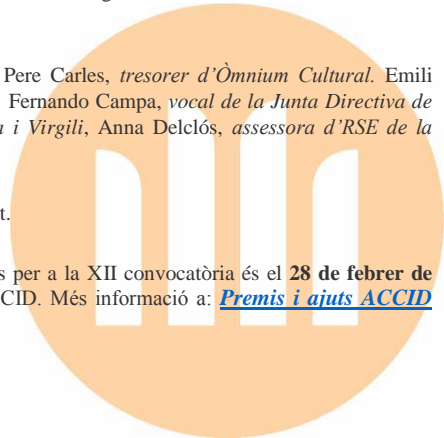 Pere Carles, tresorer d’Òmnium Cultural. Emili
Fernando Campa, vocal de la Junta Directiva de
i Virgili, Anna Delclós, assessora d’RSE de la
t.
s per a la XII convocatòria és el 28 de febrer de
CID. Més informació a: Premis i ajuts ACCID